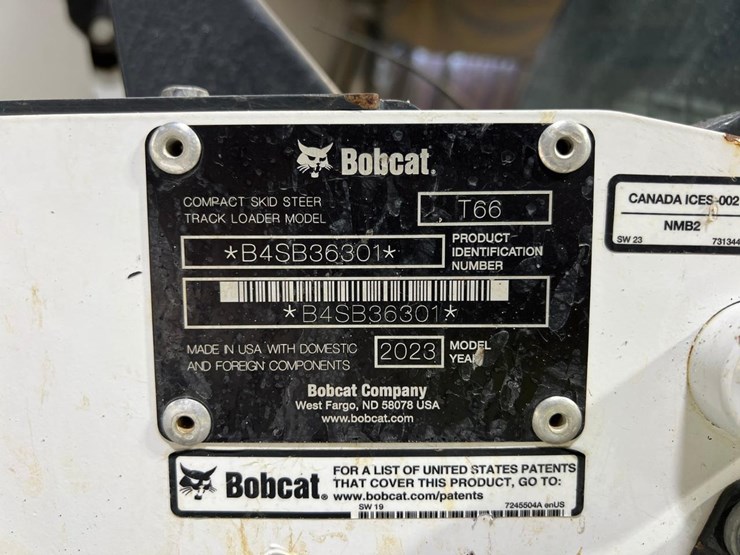 Bobcat.
COMPACT SKID STEER
TRACK LOADER MODEL
T66
*B4SB36301*
PRODUCT
IDENTIFICATION
NUMBER
*B4SB36301*
MADE IN USA WITH DOMESTIC
AND FOREIGN COMPONENTS
2023
MODEL
YEAR
Bobcat Company
West Fargo, ND 58078 USA
www.bobcat.com
CANADA ICES-002
NMB2
SW 23
731344
Bobcat.
FOR A LIST OF UNITED STATES PATENTS
THAT COVER THIS PRODUCT, GO TO:
www.bobcat.com/patents
SW 19
7245504A enUS